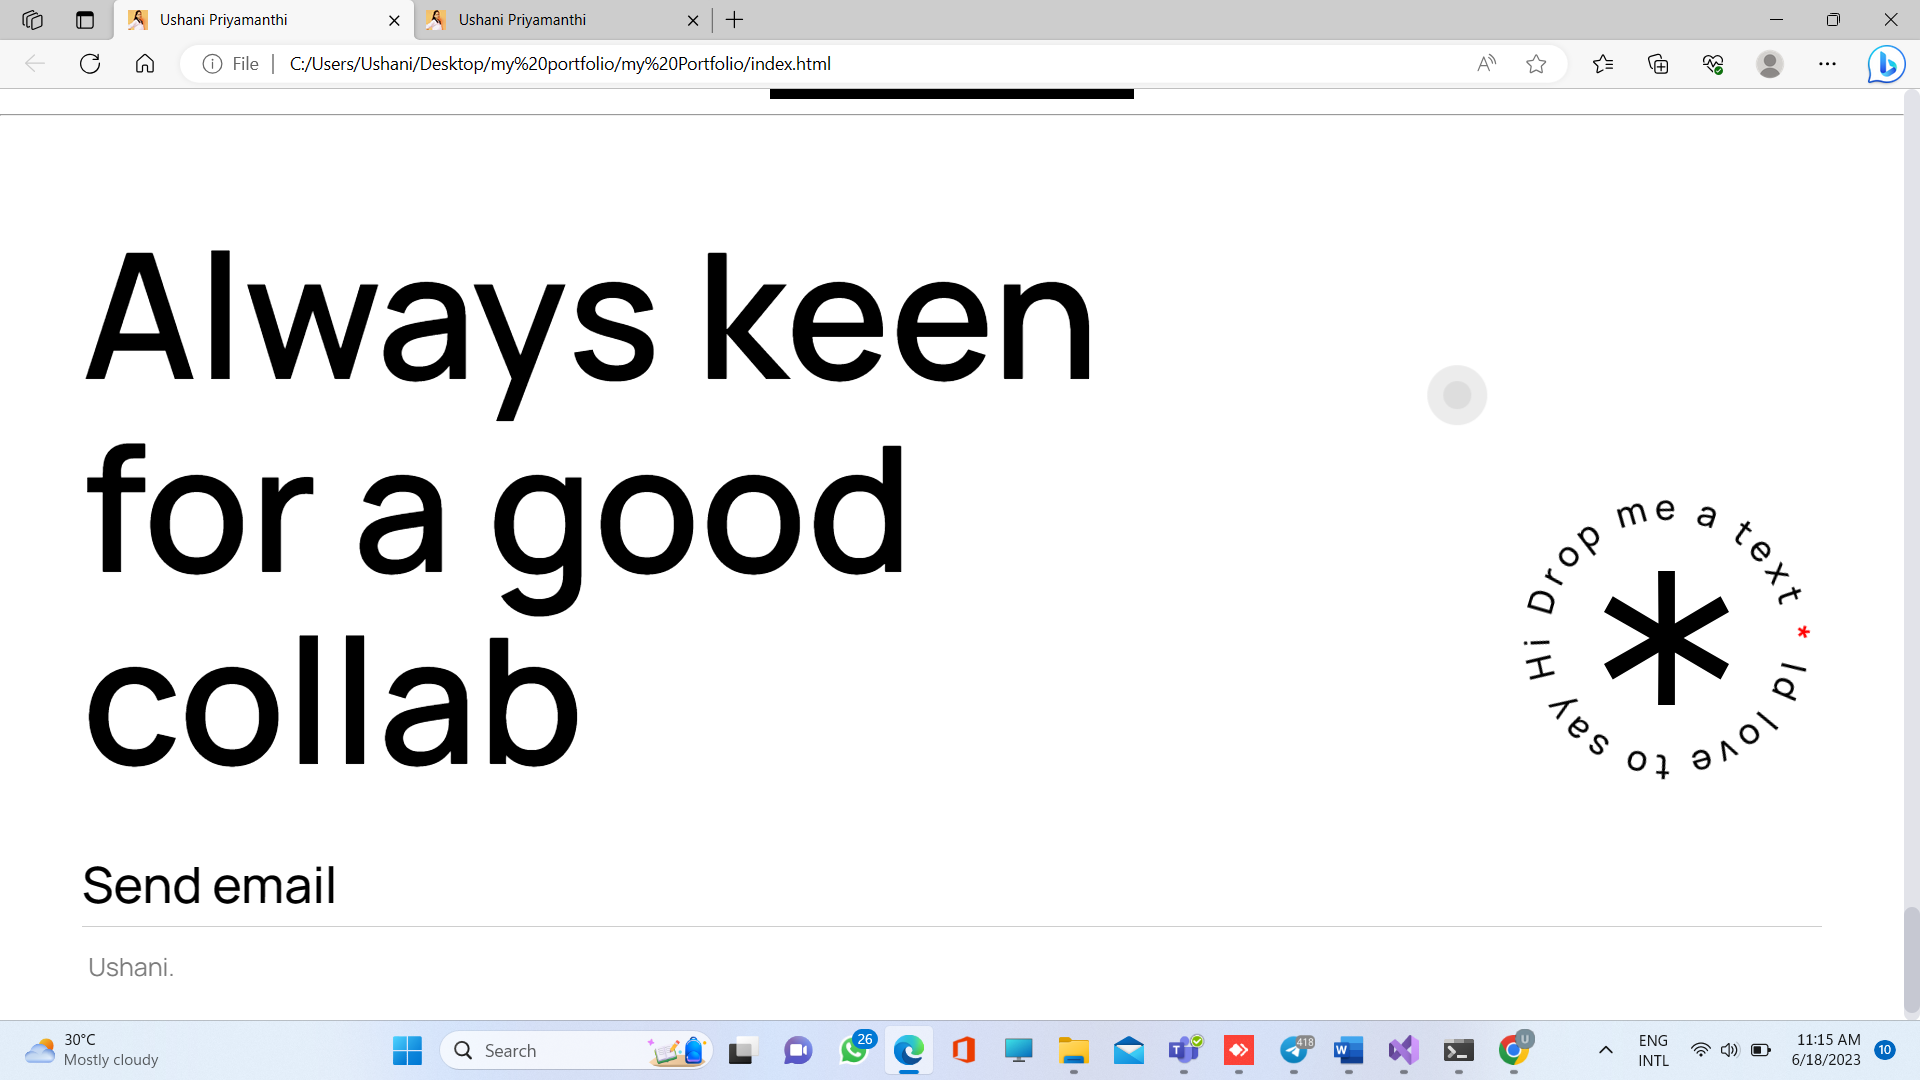 Ushani Priyamanthi
Ushani Priyamanthi
File
C:/Users/Ushani/Desktop/my%20portfolio/my%20Portfolio/index.html
Always keen
for a good
collab
Drop me a text * Id love to say Hi
Send email
Ushani.
30°C
Mostly cloudy
Search
26
418
U
ENG
INTL
11:15 AM
6/18/2023
10